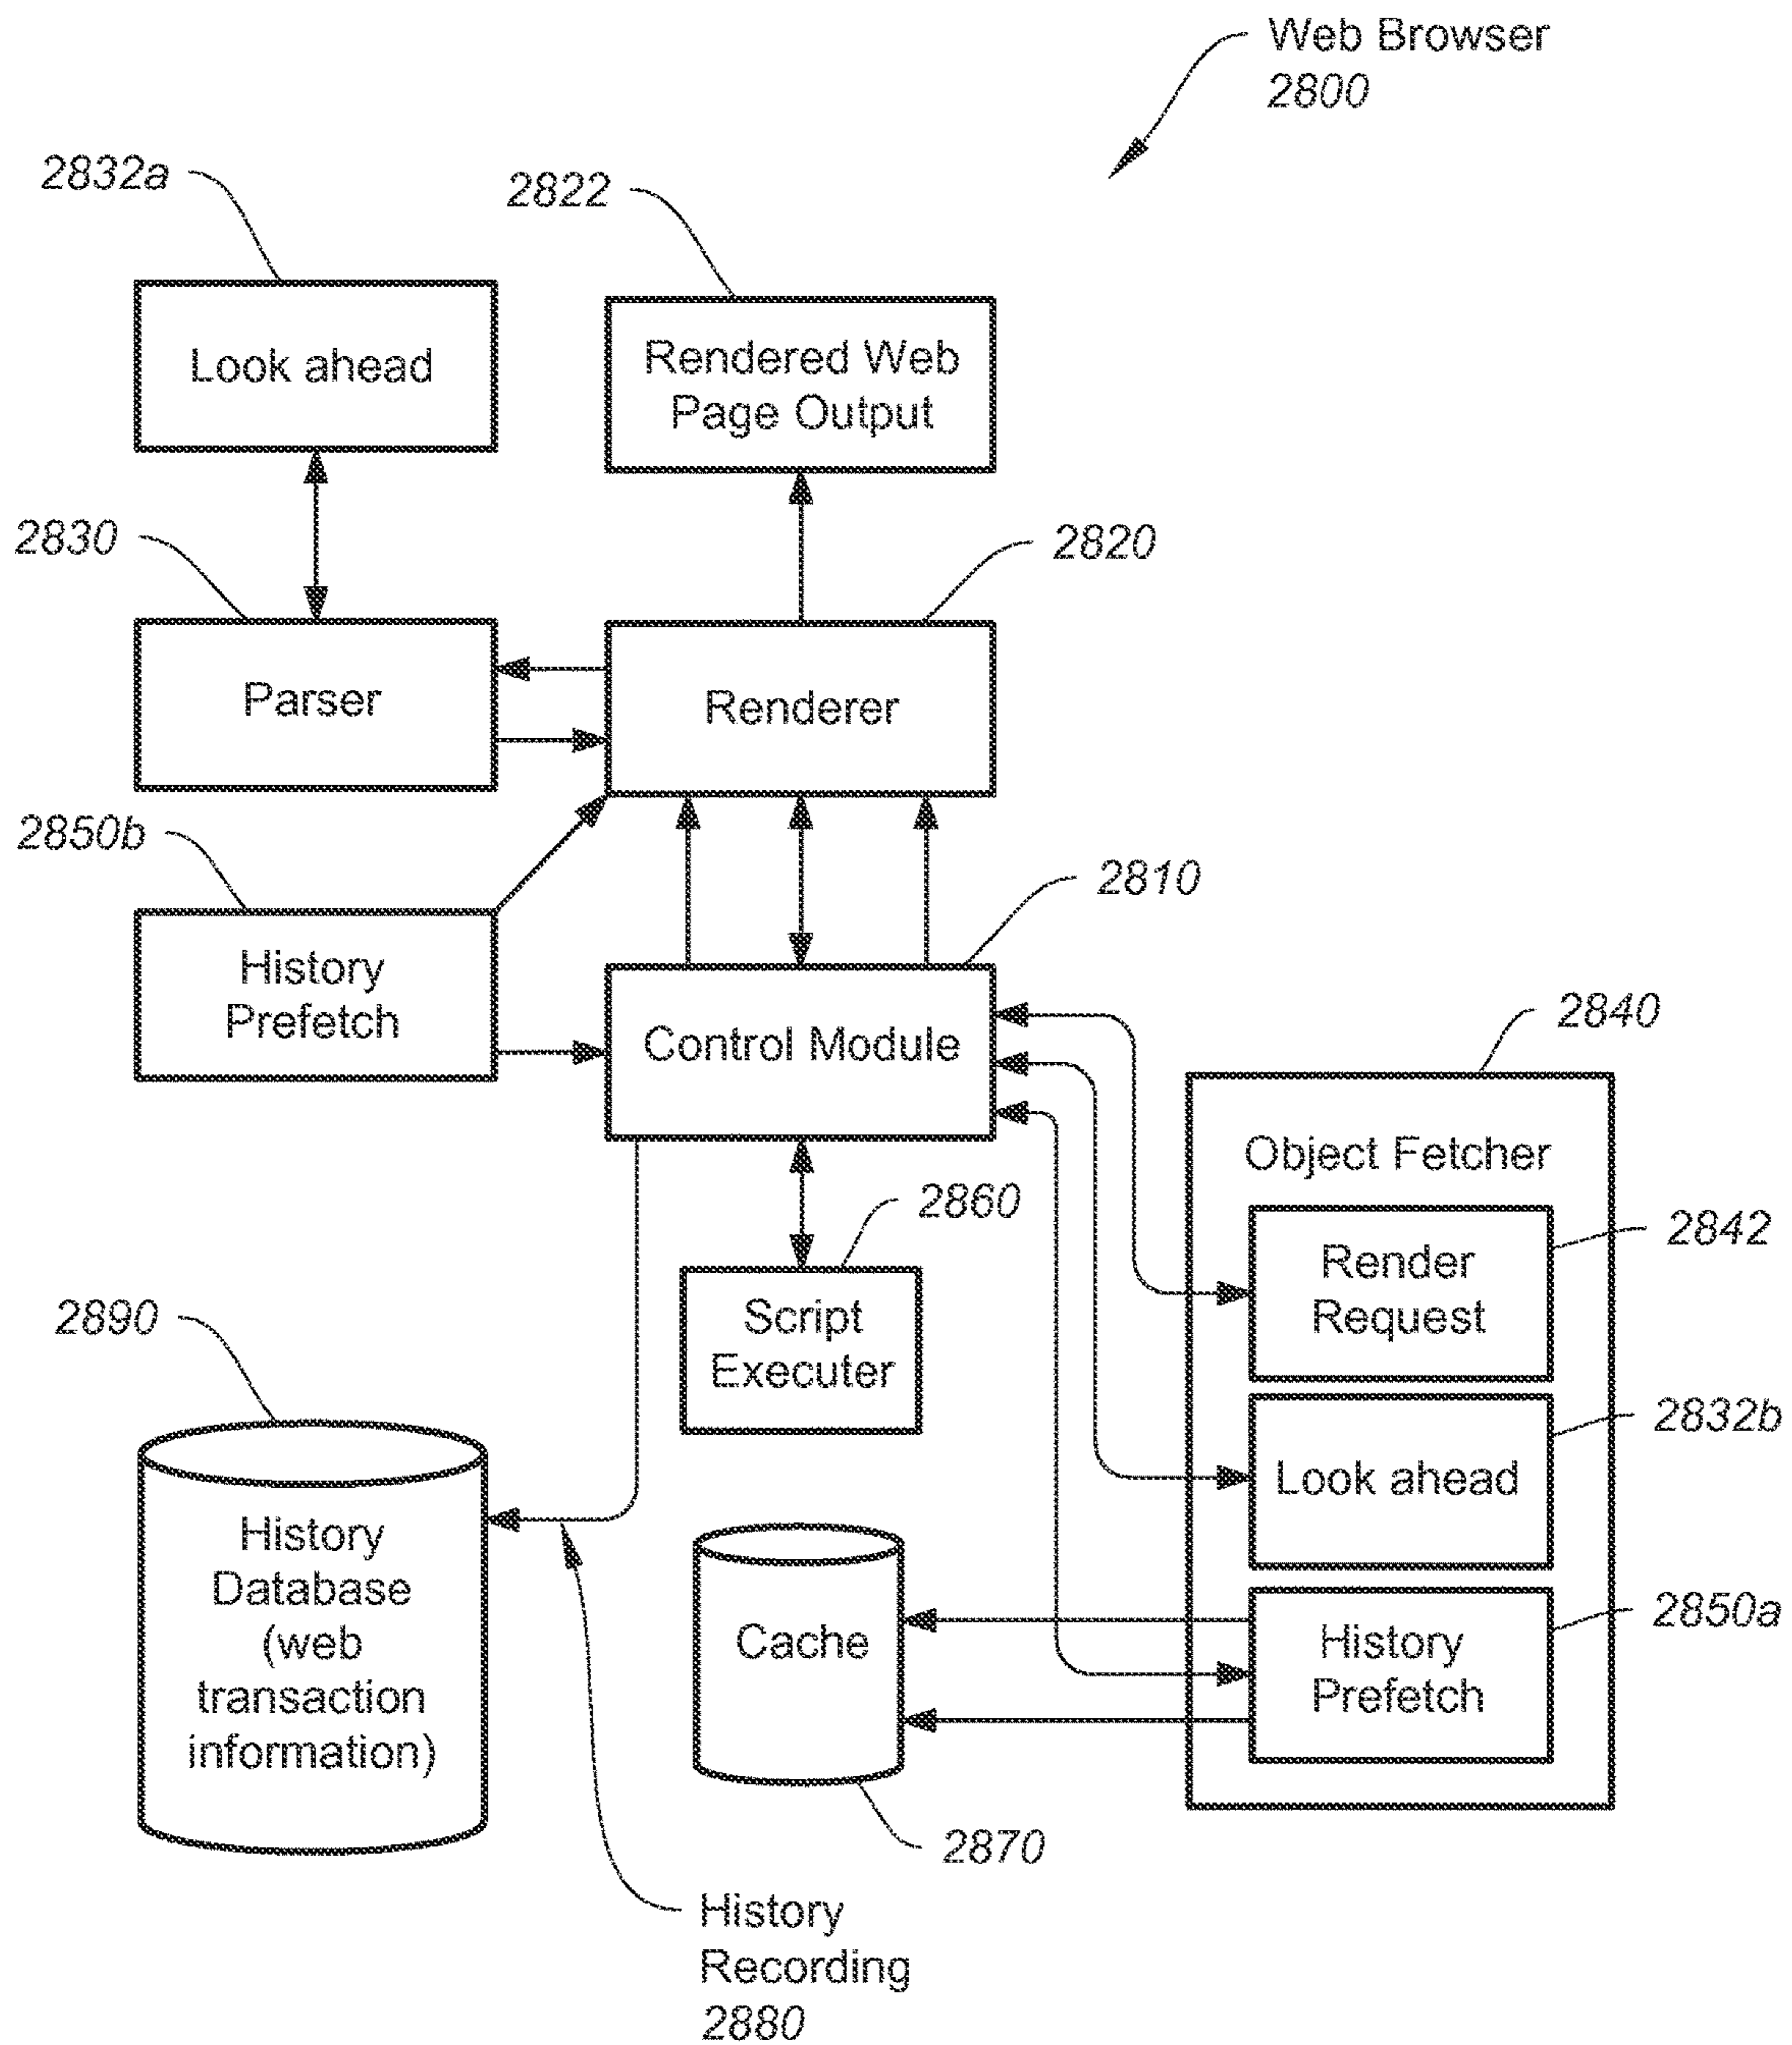 Web Browser
2800
2832a
2822
Look ahead
Rendered Web
Page Output
2830
2820
Parser
Renderer
2850b
2810
History
Prefetch
Control Module
2840
Object Fetcher
2860
2842
Render
Request
Script
Executer
2890
2832b
Look ahead
History
Database
(web
transaction
information)
Cache
2850a
History
Prefetch
2870
History
Recording
2880